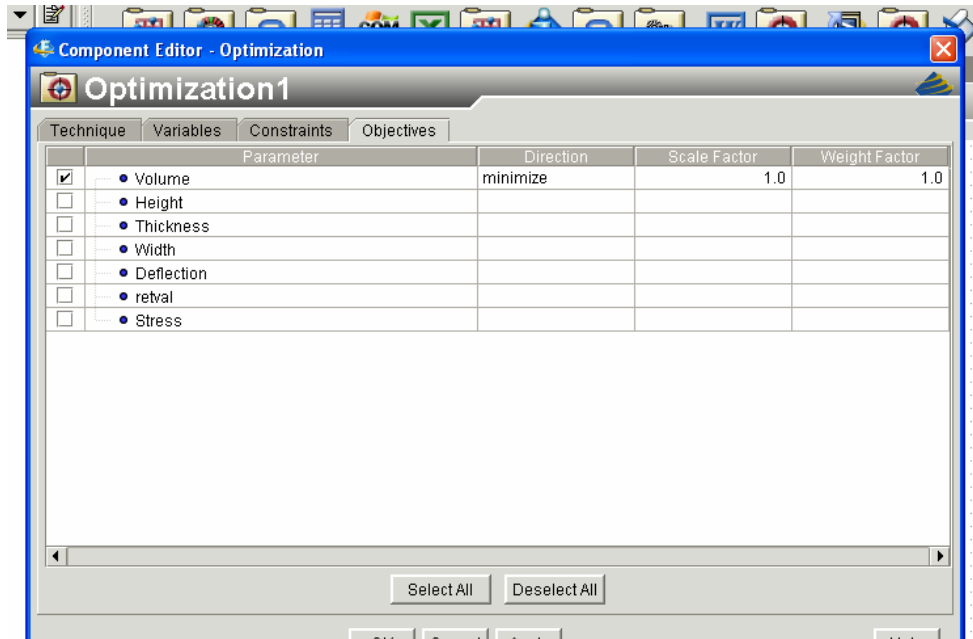 Component Editor - Optimization
Optimization1
Technique Variables Constraints Objectives
Parameter Direction Scale Factor Weight Factor
Volume minimize 1.0 1.0
Height
Thickness
Width
Deflection
retval
Stress
Select All Deselect All